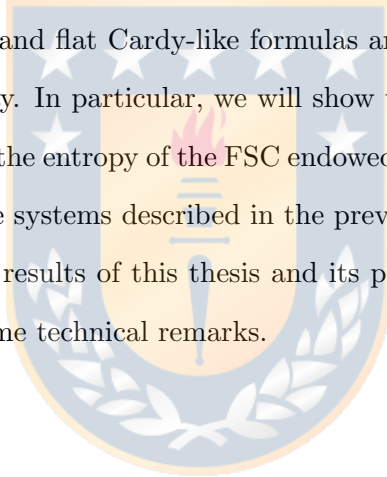 and flat Cardy-like formulas
y. In particular, we will show
the entropy of the FSC endowed
systems described in the prev
results of this thesis and its p
me technical remarks.